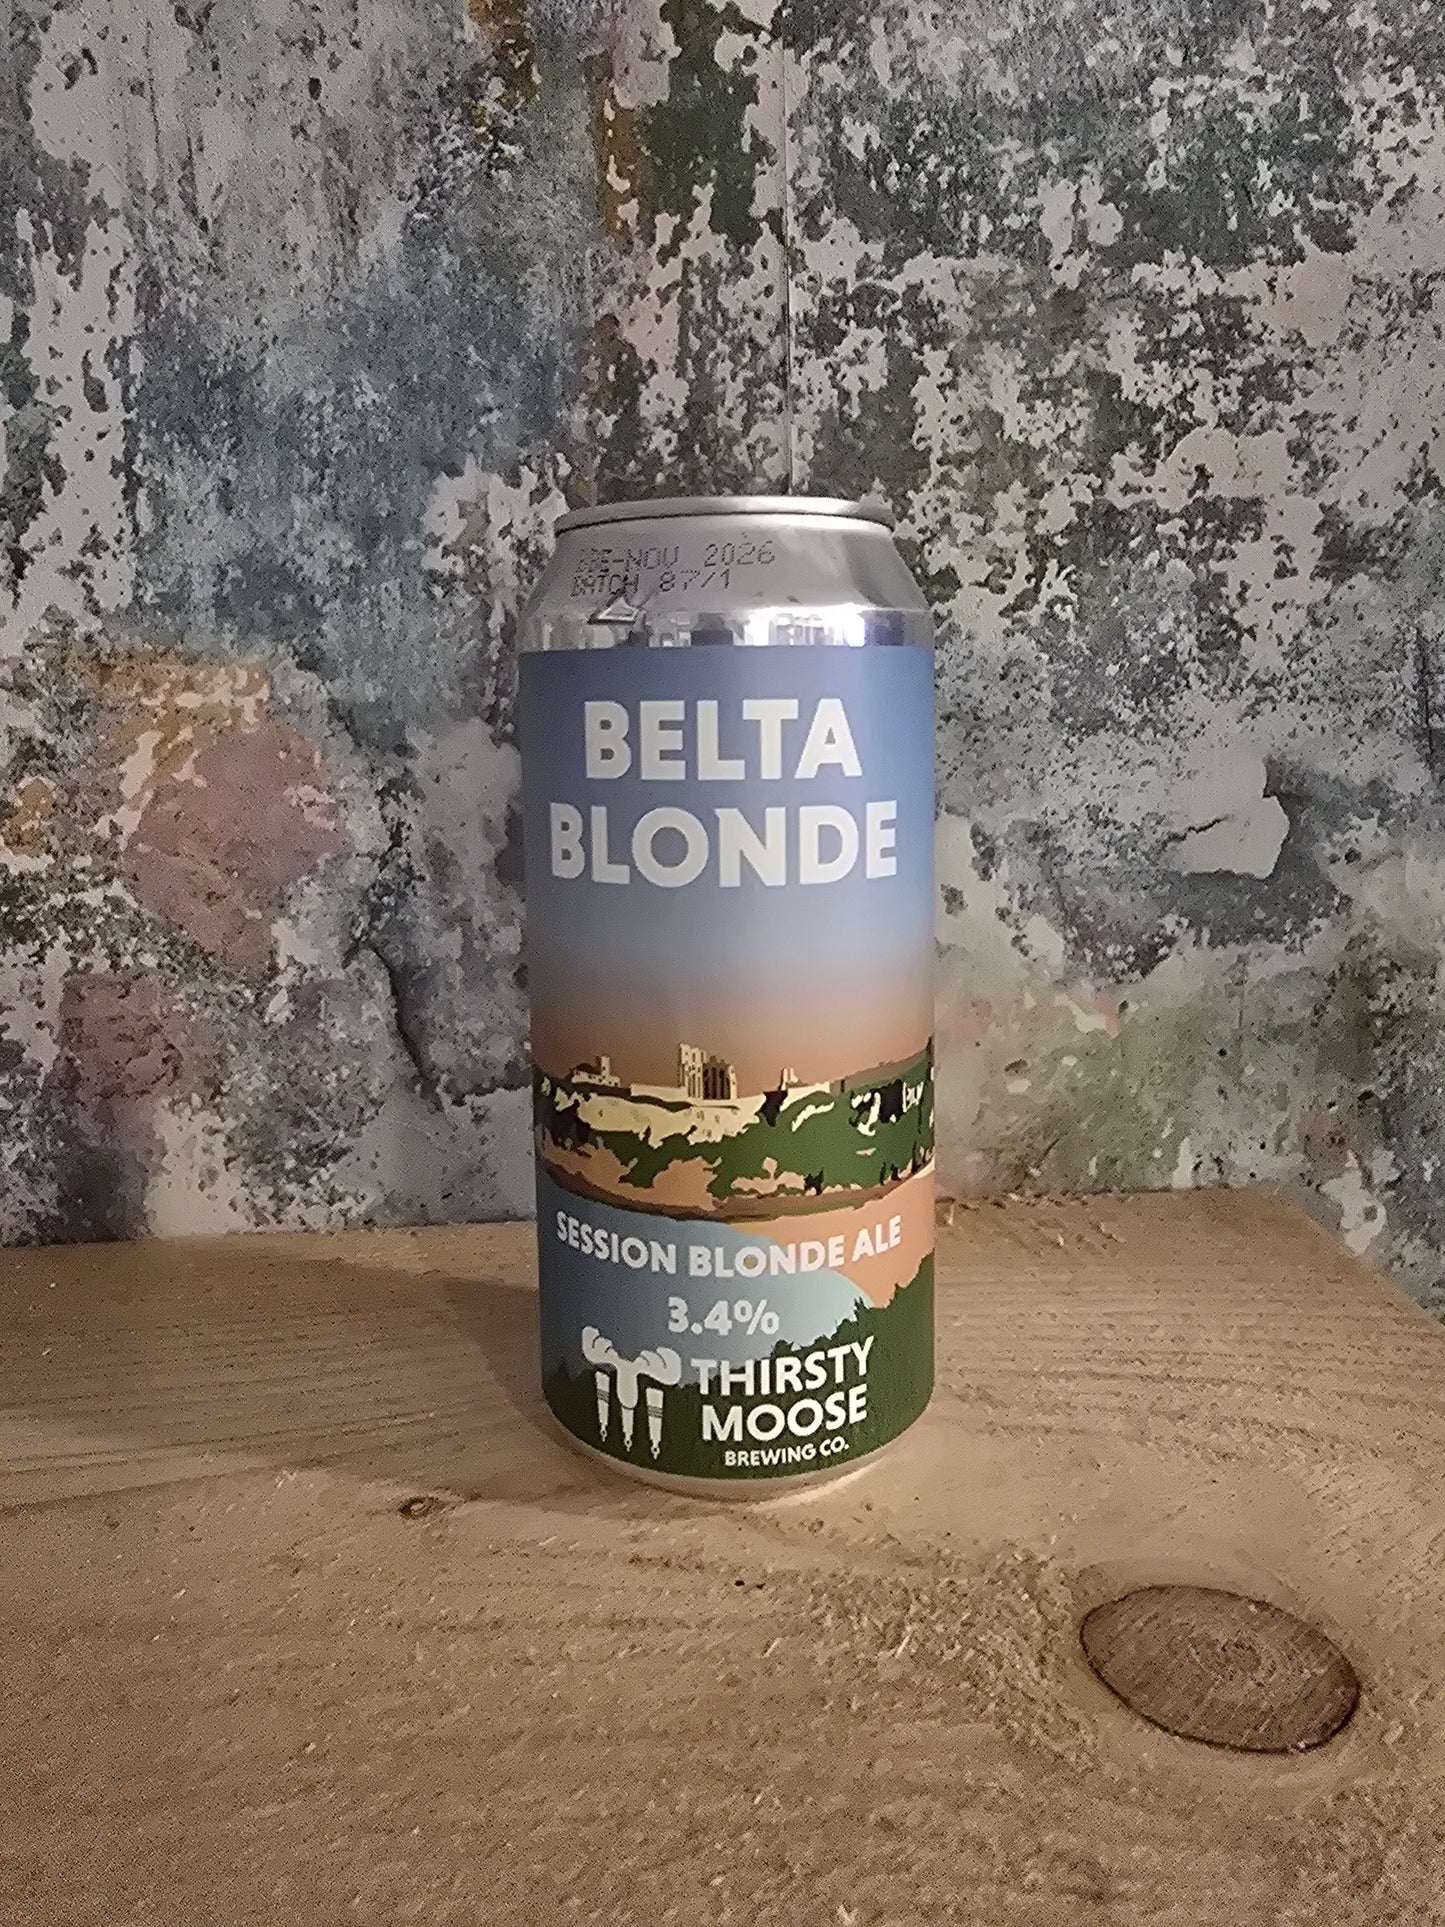 BBE-NOV 2026
BATCH 87/1
BELTA
BLONDE
SESSION BLONDE ALE
3.4%
THIRSTY
MOOSE
BREWING CO.